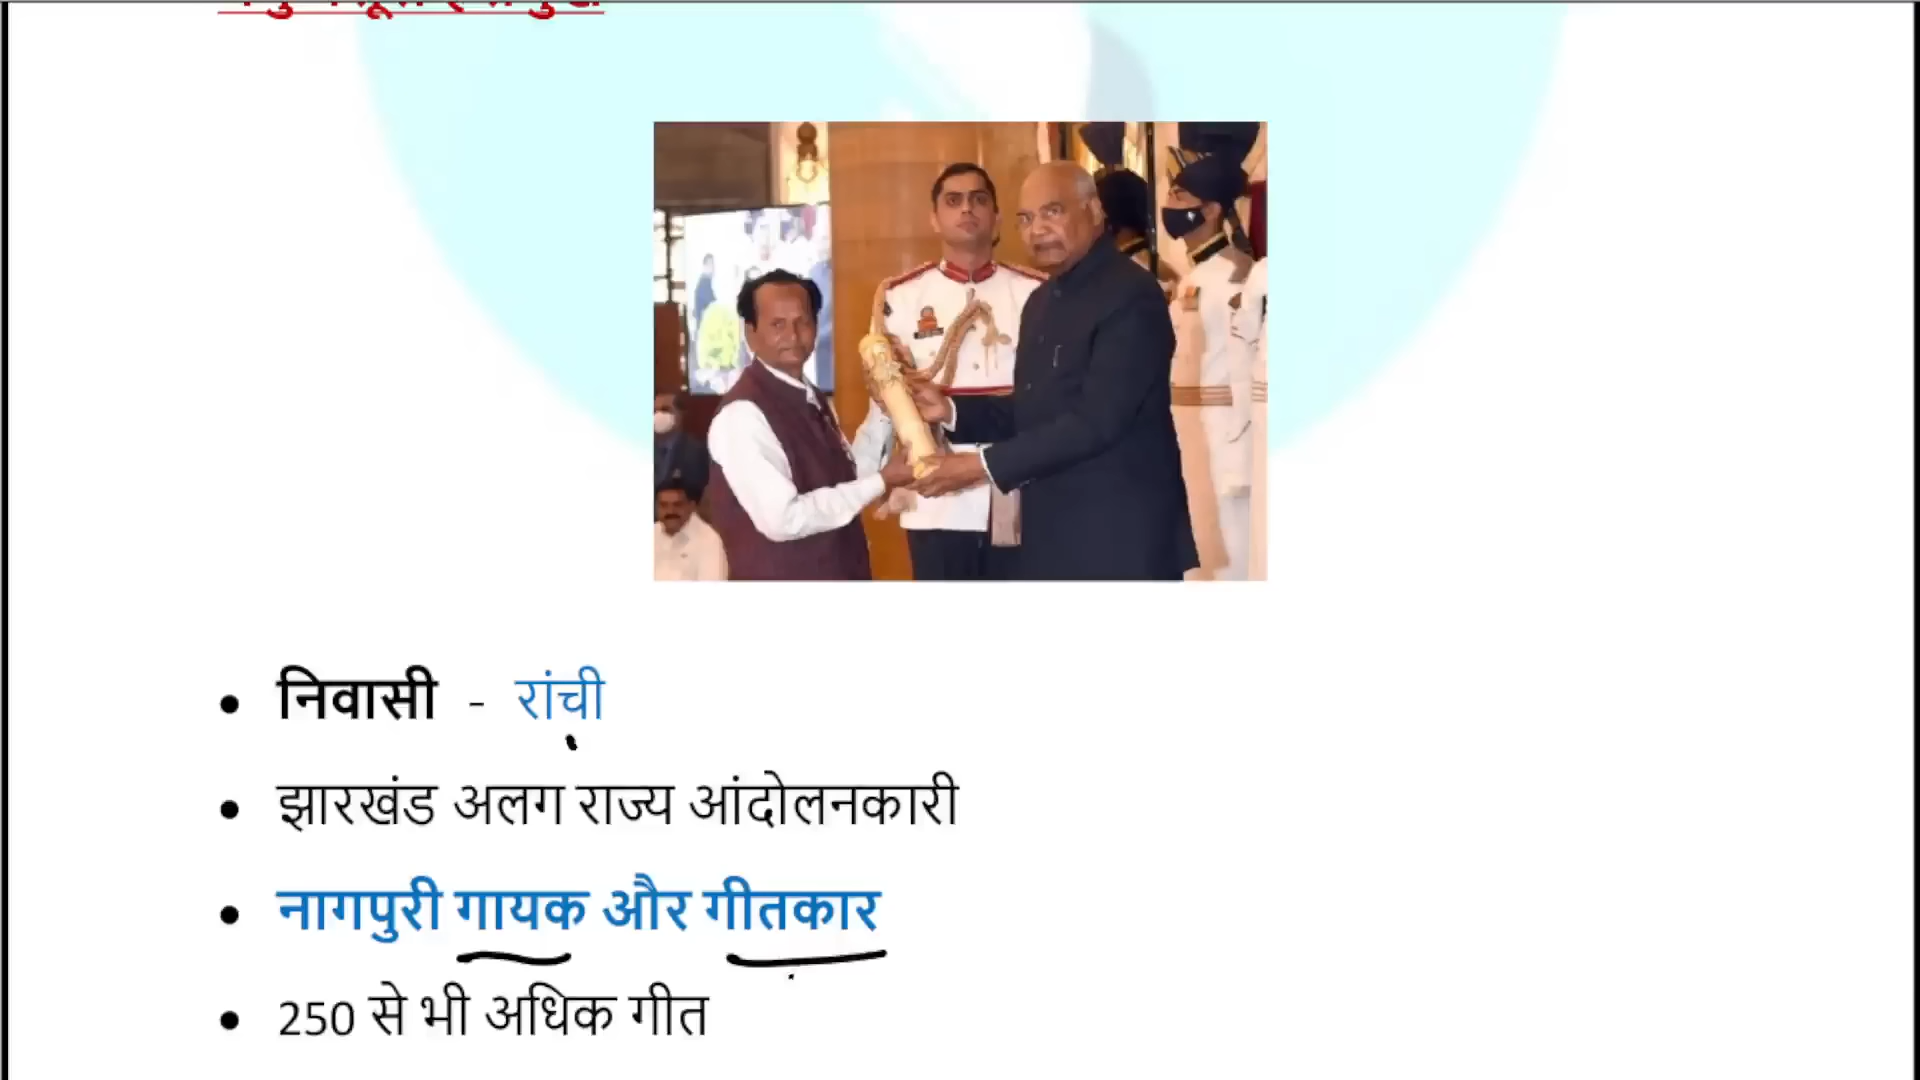 निवासी - रांची
झारखंड अलग राज्य आंदोलनकारी
नागपुरी गायक और गीतकार
250 से भी अधिक गीत